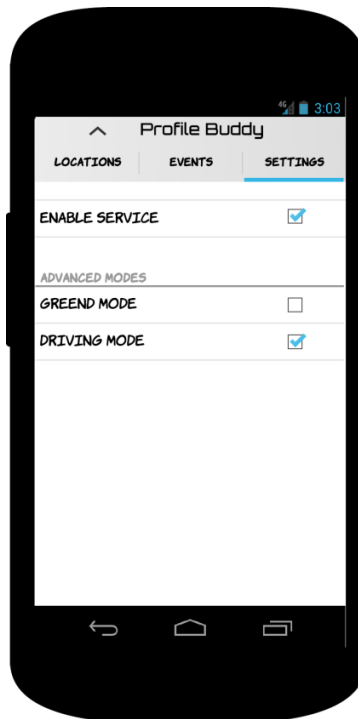 4G 3:03
Profile Buddy
LOCATIONS EVENTS SETTINGS
ENABLE SERVICE
ADVANCED MODES
GREEND MODE
DRIVING MODE